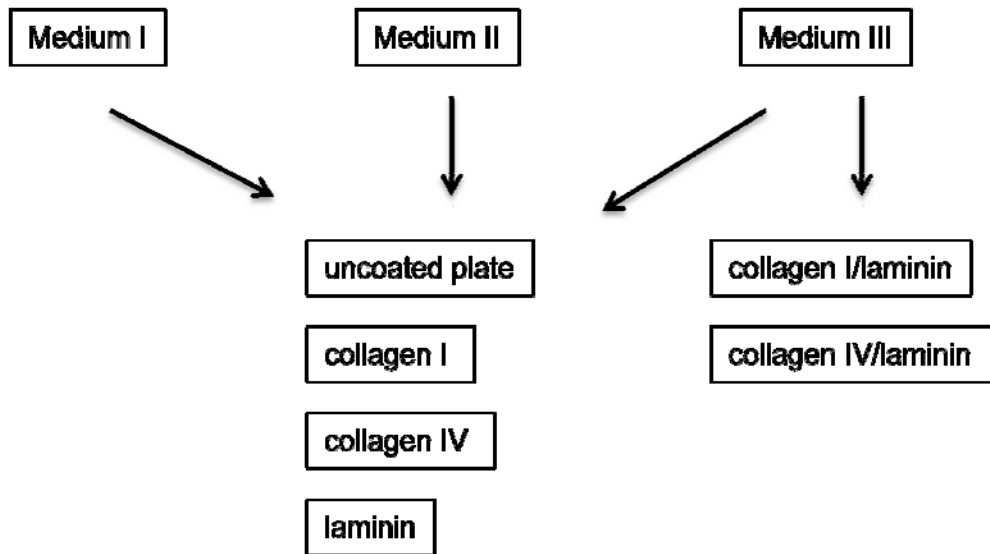 Medium I
Medium II
Medium III
uncoated plate
collagen I/laminin
collagen I
collagen IV/laminin
collagen IV
laminin